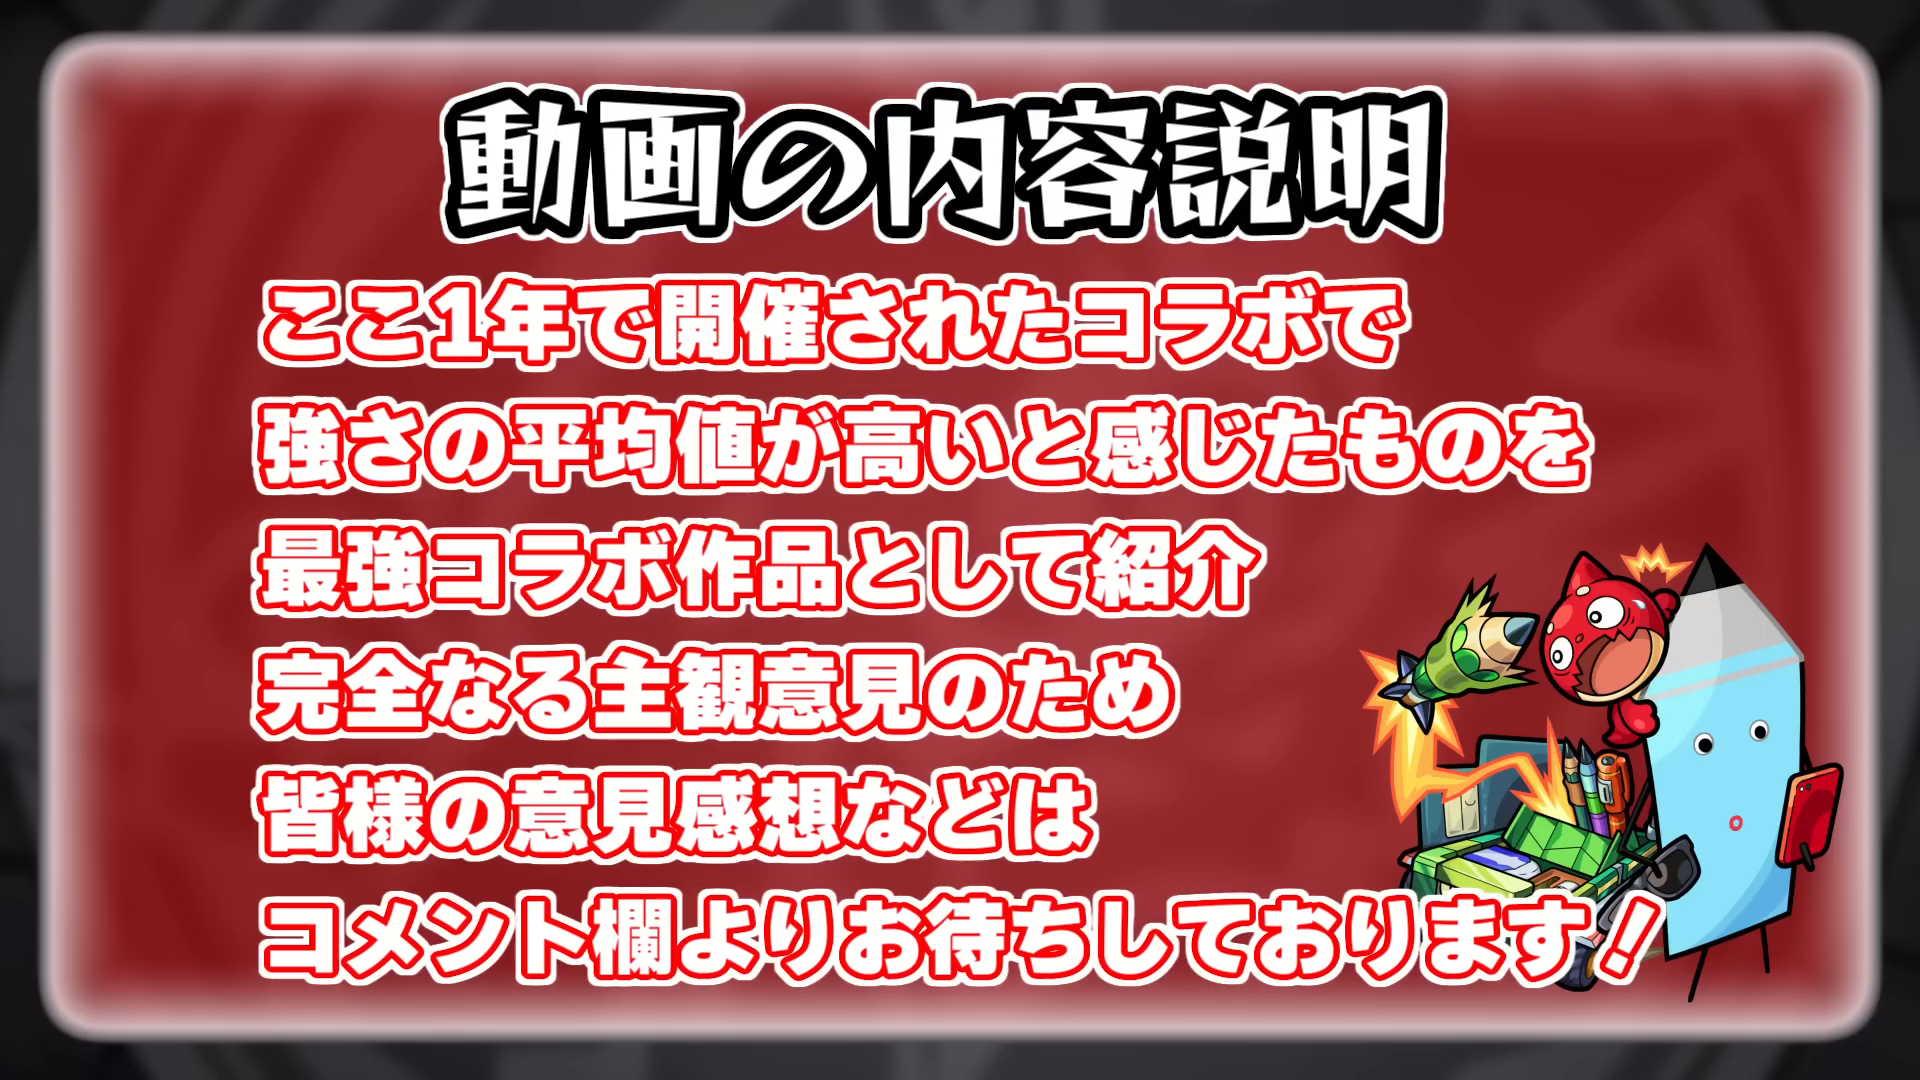 動画の内容説明
ここ1年で開催されたコラボで
強さの平均値が高いと感じたものを
最強コラボ作品として紹介
完全なる主観意見のため
皆様の意見感想などは
コメント欄よりお待ちしております！